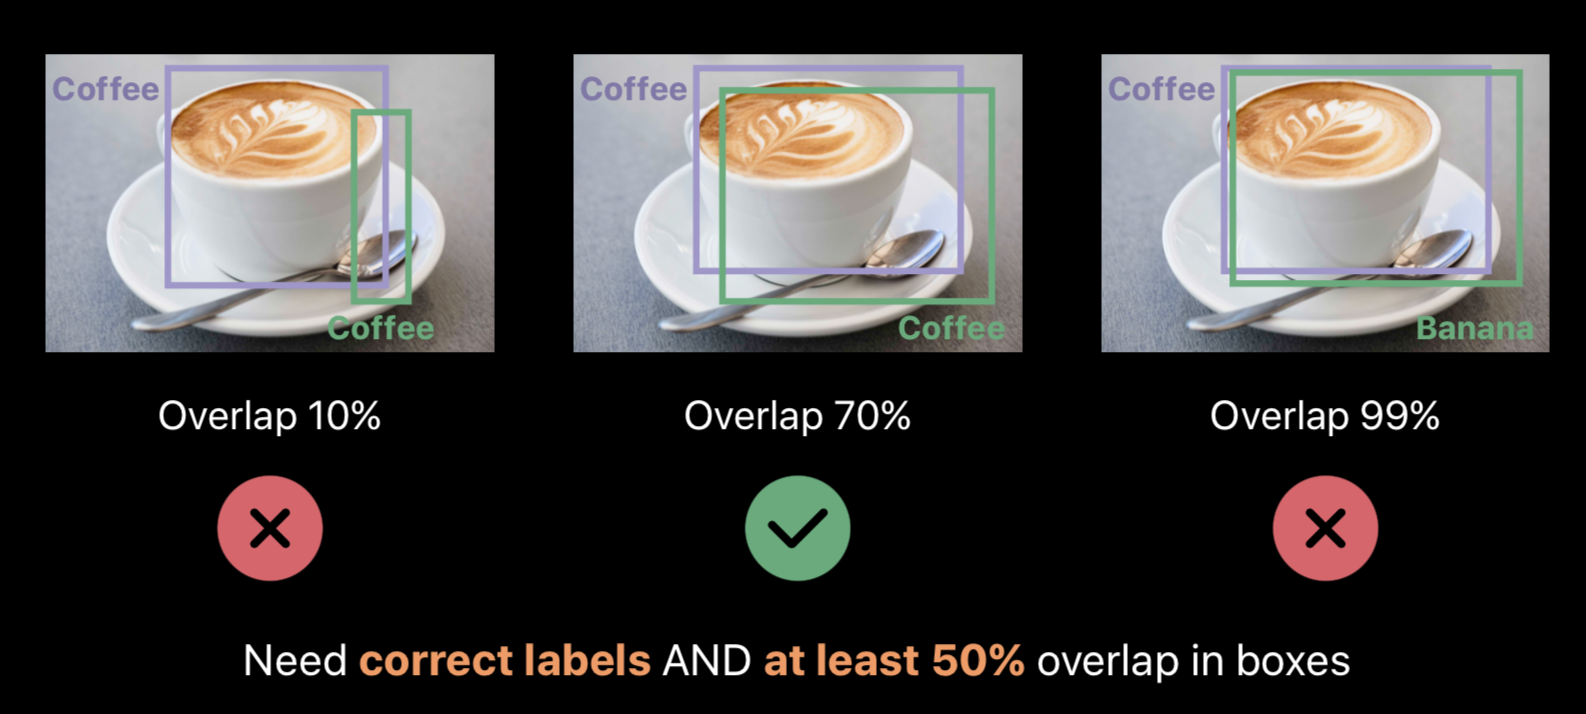 Coffee
Coffee
Overlap 10%
Coffee
Coffee
Overlap 70%
Coffee
Banana
Overlap 99%
Need correct labels AND at least 50% overlap in boxes